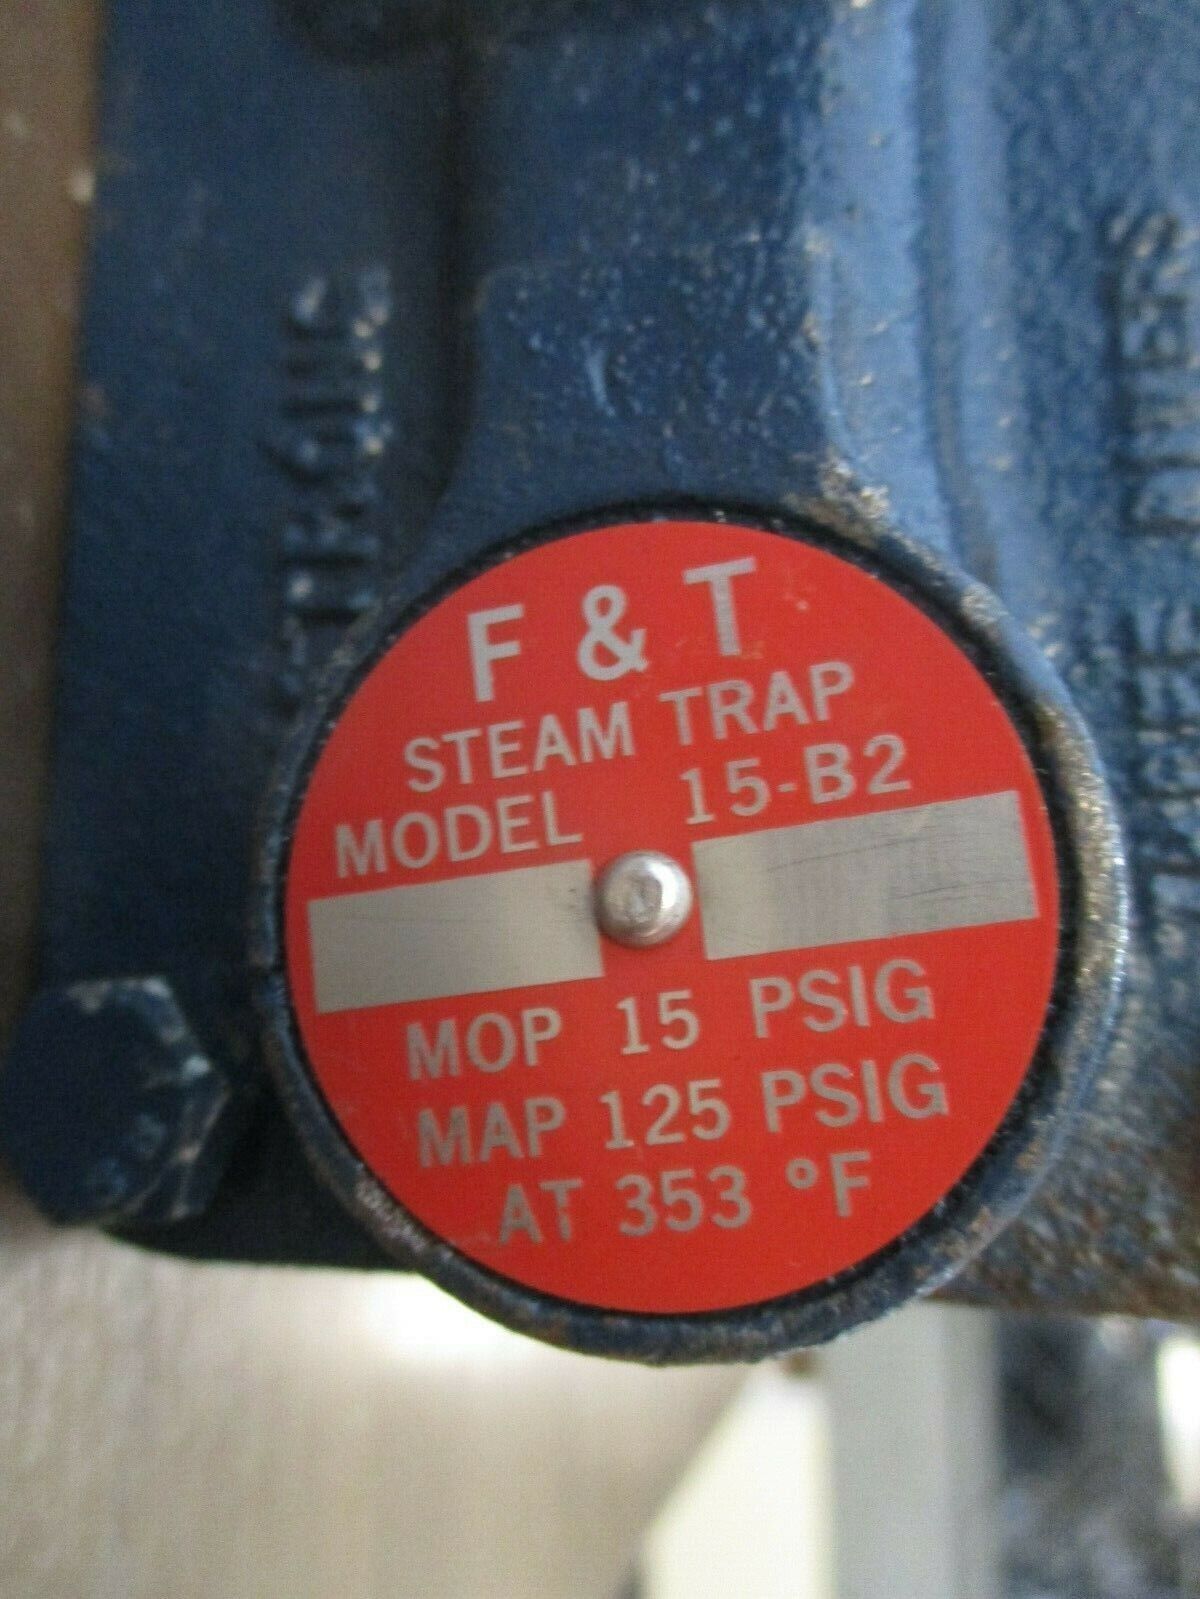 F & T
STEAM TRAP
MODEL 15-B2
MOP 15 PSIG
MAP 125 PSIG
AT 353 °F